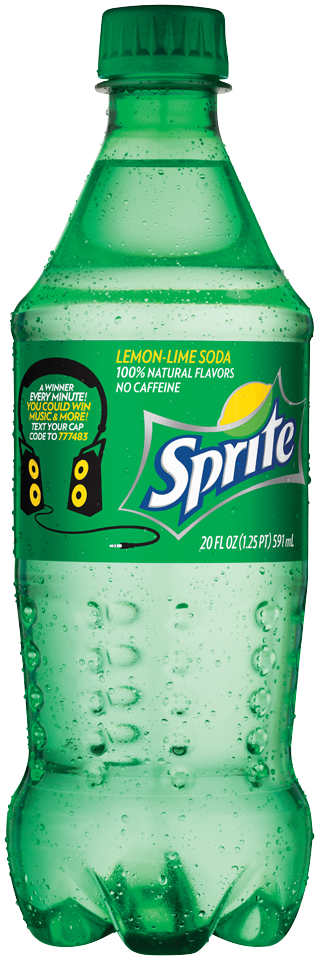 LEMON-LIME SODA
100% NATURAL FLAVORS
NO CAFFEINE
A WINNER
EVERY MINUTE!
YOU COULD WIN
MUSIC & MORE!
TEXT YOUR CAP
CODE TO 777483
Sprite
20 FL OZ (1.25 PT) 591 mL